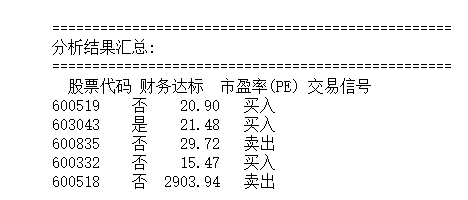 ==================================================
分析结果汇总:
==================================================
股票代码 财务达标 市盈率(PE) 交易信号
600519 否 20.90 买入
603043 是 21.48 买入
600835 否 29.72 卖出
600332 否 15.47 买入
600518 否 2903.94 卖出